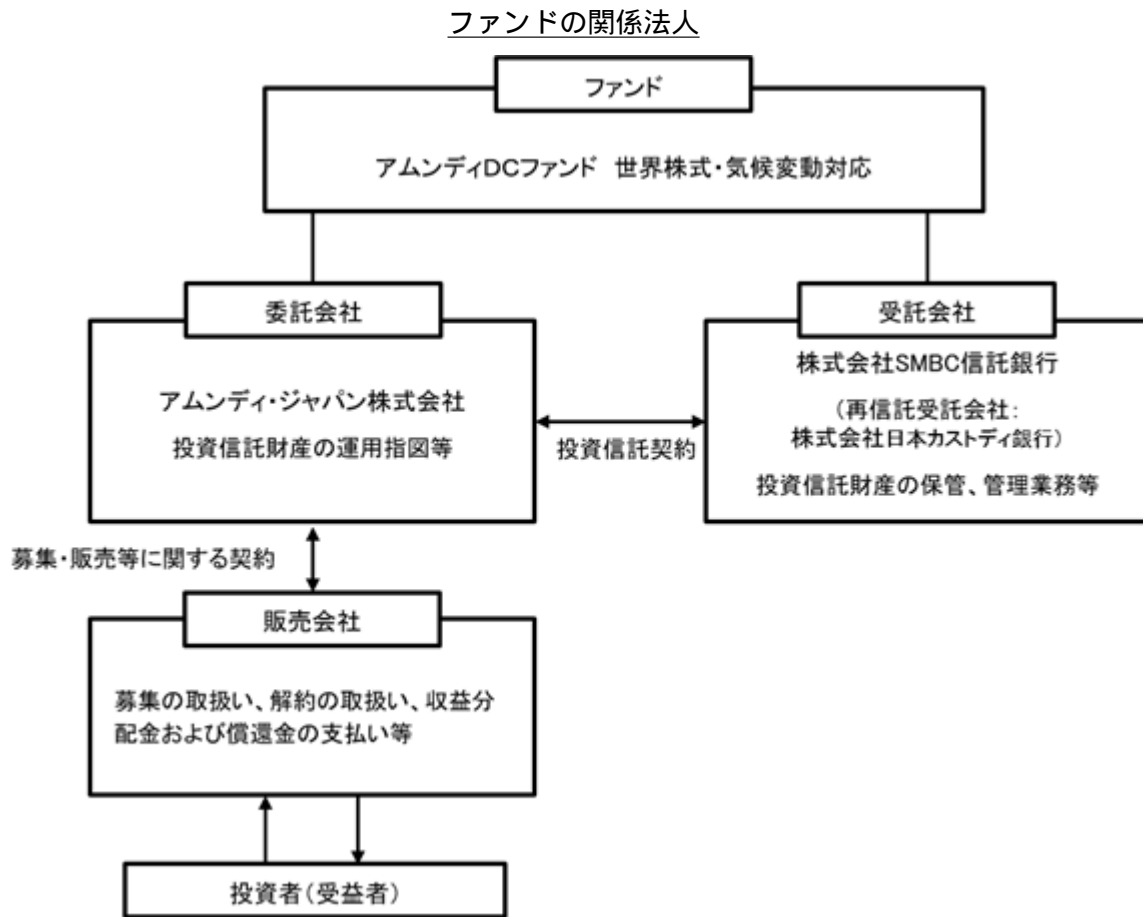 ファンドの関係法人
ファンド
アムンディDCファンド 世界株式・気候変動対応
委託会社
アムンディ・ジャパン株式会社
投資信託財産の運用指図等
投資信託契約
受託会社
株式会社SMBC信託銀行
(再信託受託会社:
株式会社日本カストディ銀行)
投資信託財産の保管、管理業務等
募集・販売等に関する契約
販売会社
募集の取扱い、解約の取扱い、収益分
配金および償還金の支払い等
投資者(受益者)